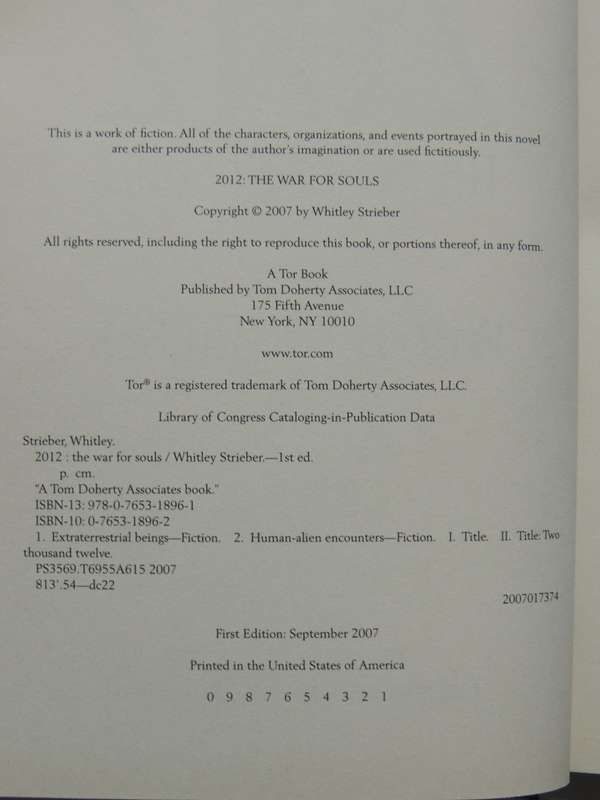 This is a work of fiction. All of the characters, organizations, and events portrayed in this novel
are either products of the author's imagination or are used fictitiously.
2012: THE WAR FOR SOULS
Copyright © 2007 by Whitley Strieber
All rights reserved, including the right to reproduce this book, or portions thereof, in any form.
A Tor Book
Published by Tom Doherty Associates, LLC
175 Fifth Avenue
New York, NY 10010
www.tor.com
Tor® is a registered trademark of Tom Doherty Associates, LLC.
Library of Congress Cataloging-in-Publication Data
Strieber, Whitley.
2012 : the war for souls / Whitley Strieber.—1st ed.
p. cm.
"A Tom Doherty Associates book."
ISBN-13: 978-0-7653-1896-1
ISBN-10: 0-7653-1896-2
1. Extraterrestrial beings—Fiction. 2. Human-alien encounters—Fiction. I. Title. II. Title: Two
thousand twelve.
PS3569.T6955A615 2007
813'.54—dc22
2007017374
First Edition: September 2007
Printed in the United States of America
0 9 8 7 6 5 4 3 2 1